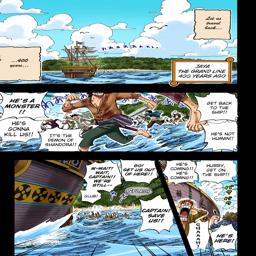 Let us
travel
back...
...400
years...
JAYA
THE GRAND LINE
400 YEARS AGO
HE'S A
MONSTER
!!
HE'S
GONNA
KILL US!!
IT'S THE
DEMON OF
SHANDORA!!
GET BACK
TO THE
SHIP!!
HE'S NOT
HUMAN!!
W-WAIT!
WAIT,
CAPTAIN!
WE'RE
STILL--
GLUB!
GO!
GET US
OUT OF
HERE!!
CAPTAIN!
SAVE
US!!
HE'S
COMING!!
HE'S
COMING!!
HURRY,
GET ON
THE SHIP!!
HE'S
HERE!!